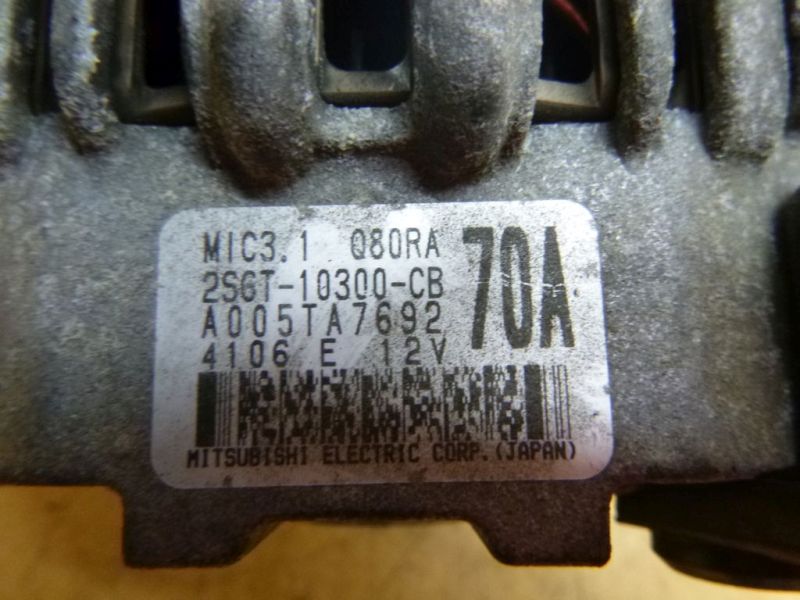 MIC3.1 Q80RA
2S6T-10300-CB
A005TA7692
4106 E 12V
70A
MITSUBISHI ELECTRIC CORP.(JAPAN)